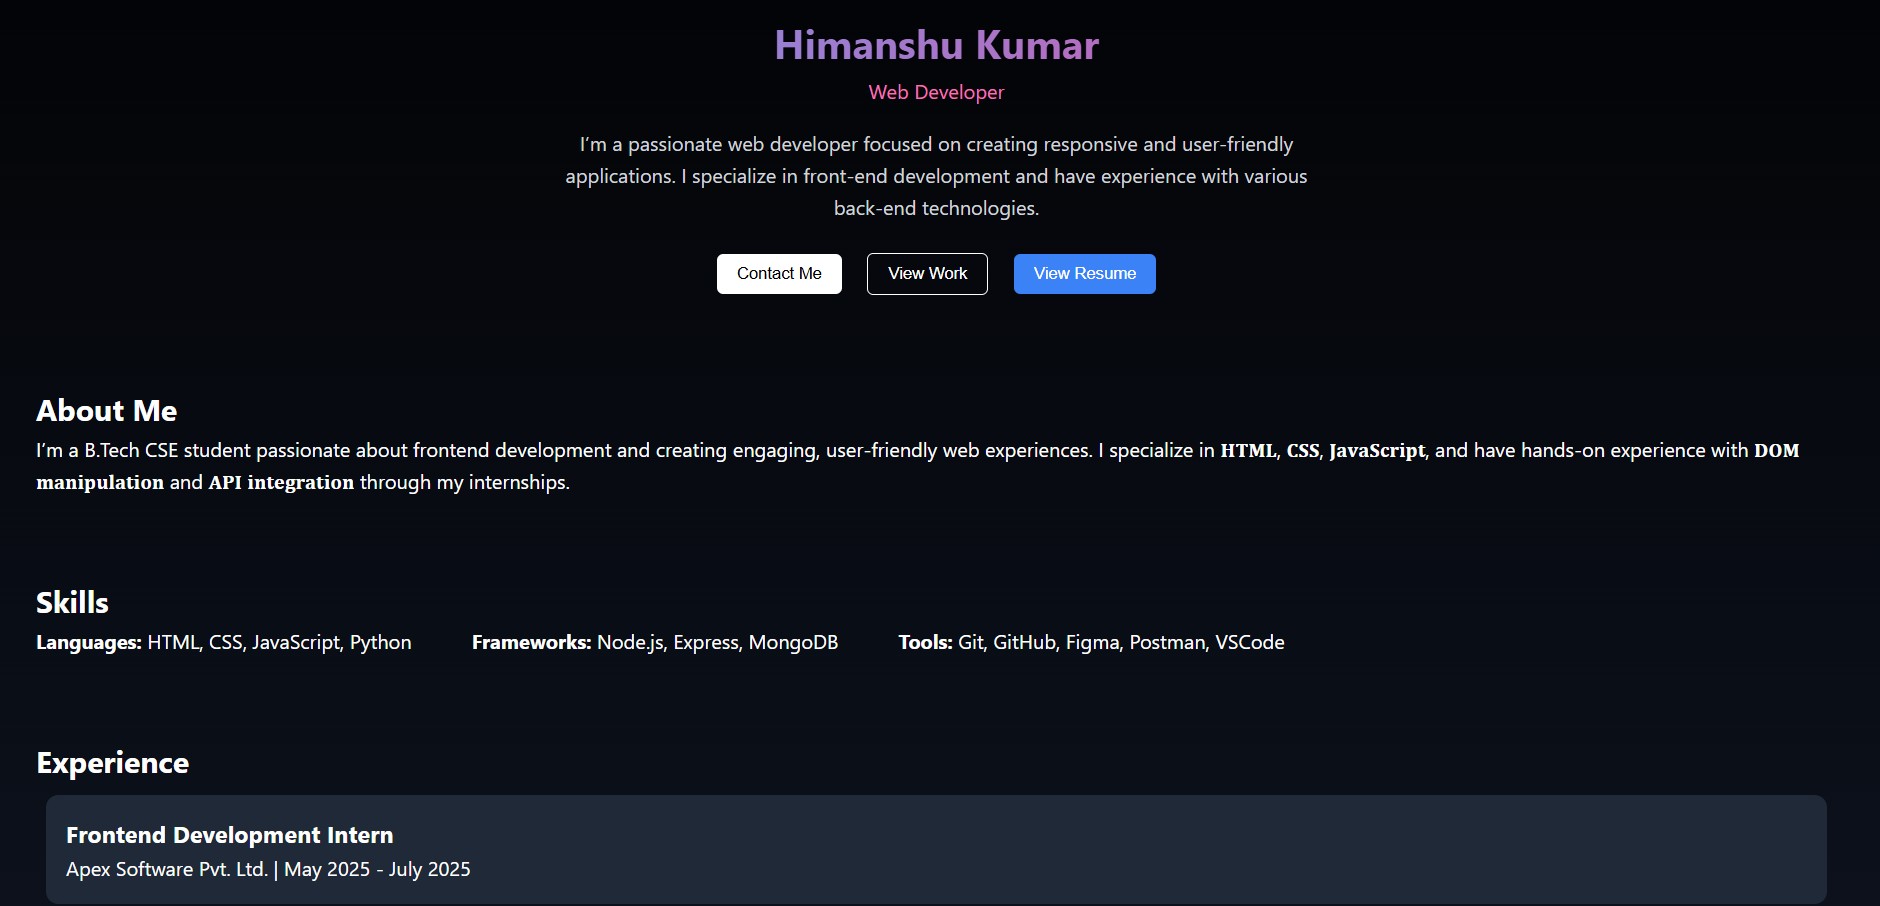 Himanshu Kumar
Web Developer
I’m a passionate web developer focused on creating responsive and user-friendly
applications. I specialize in front-end development and have experience with various
back-end technologies.
Contact Me
View Work
View Resume
About Me
I’m a B.Tech CSE student passionate about frontend development and creating engaging, user-friendly web experiences. I specialize in HTML, CSS, JavaScript, and have hands-on experience with DOM
manipulation and API integration through my internships.
Skills
Languages: HTML, CSS, JavaScript, Python
Frameworks: Node.js, Express, MongoDB
Tools: Git, GitHub, Figma, Postman, VSCode
Experience
Frontend Development Intern
Apex Software Pvt. Ltd. | May 2025 - July 2025